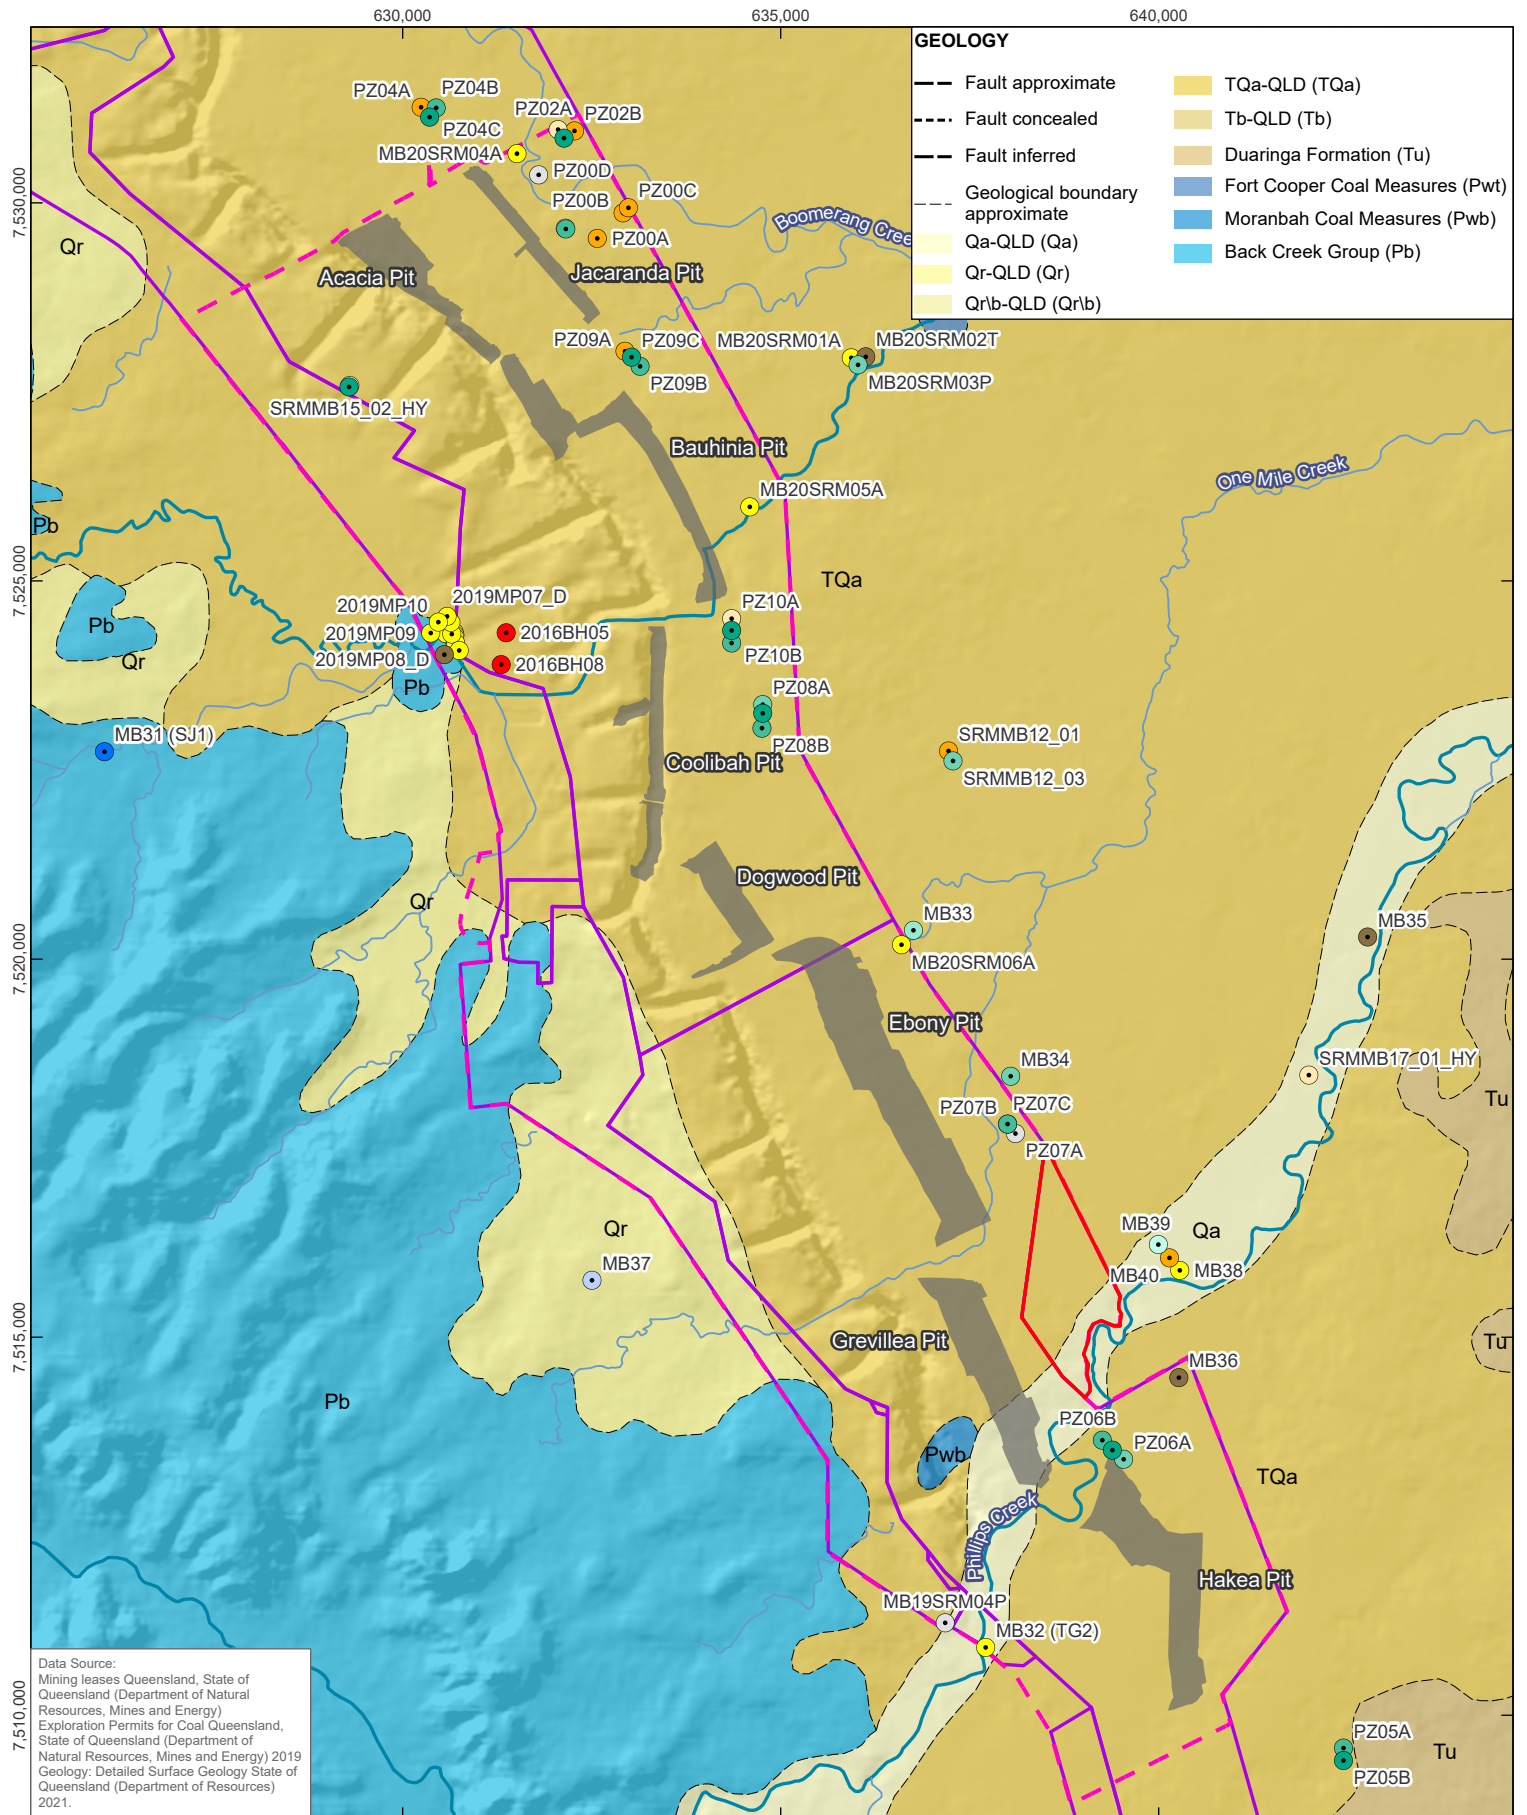 630,000
635,000
640,000
GEOLOGY
Fault approximate
Fault concealed
Fault inferred
Geological boundary
approximate
Qa-QLD (Qa)
Qr-QLD (Qr)
Qr\b-QLD (Qr\b)
TQa-QLD (TQa)
Tb-QLD (Tb)
Duaringa Formation (Tu)
Fort Cooper Coal Measures (Pwt)
Moranbah Coal Measures (Pwb)
Back Creek Group (Pb)
PZ04A
PZ04B
PZ04C
PZ02A
PZ02B
MB20SRM04A
PZ00D
PZ00C
PZ00B
PZ00A
7,530,000
Qr
Boomerang
Acacia Pit
Jacaranda Pit
PZ09A
PZ09C
PZ09B
MB20SRM01A
MB20SRM02T
MB20SRM03P
SRMMB15_02_HY
Bauhinia Pit
One Mile Creek
MB20SRM05A
Pb
7,525,000
TQa
2019MP10
2019MP07_D
PZ10A
Pb
2019MP09
2016BH05
PZ10B
Qr
2019MP08_D
2016BH08
Pb
PZ08A
MB31 (SJ1)
PZ08B
SRMMB12_01
Coolibah Pit
SRMMB12_03
Dogwood Pit
Qr
MB33
MB35
7,520,000
MB20SRM06A
Ebony Pit
MB34
SRMMB17_01_HY
Tu
PZ07B
PZ07C
PZ07A
Qr
MB39
Qa
MB37
MB40
MB38
7,515,000
Grevillea Pit
Tu
MB36
Pb
PZ06B
PZ06A
Pwb
TQa
Phillips Creek
Hakea Pit
MB19SRM04P
MB32 (TG2)
7,510,000
PZ05A
Tu
PZ05B
Data Source:
Mining leases Queensland, State of
Queensland (Department of Natural
Resources, Mines and Energy)
Exploration Permits for Coal Queensland,
State of Queensland (Department of
Natural Resources, Mines and Energy) 2019
Geology: Detailed Surface Geology State of
Queensland (Department of Resources)
2021.